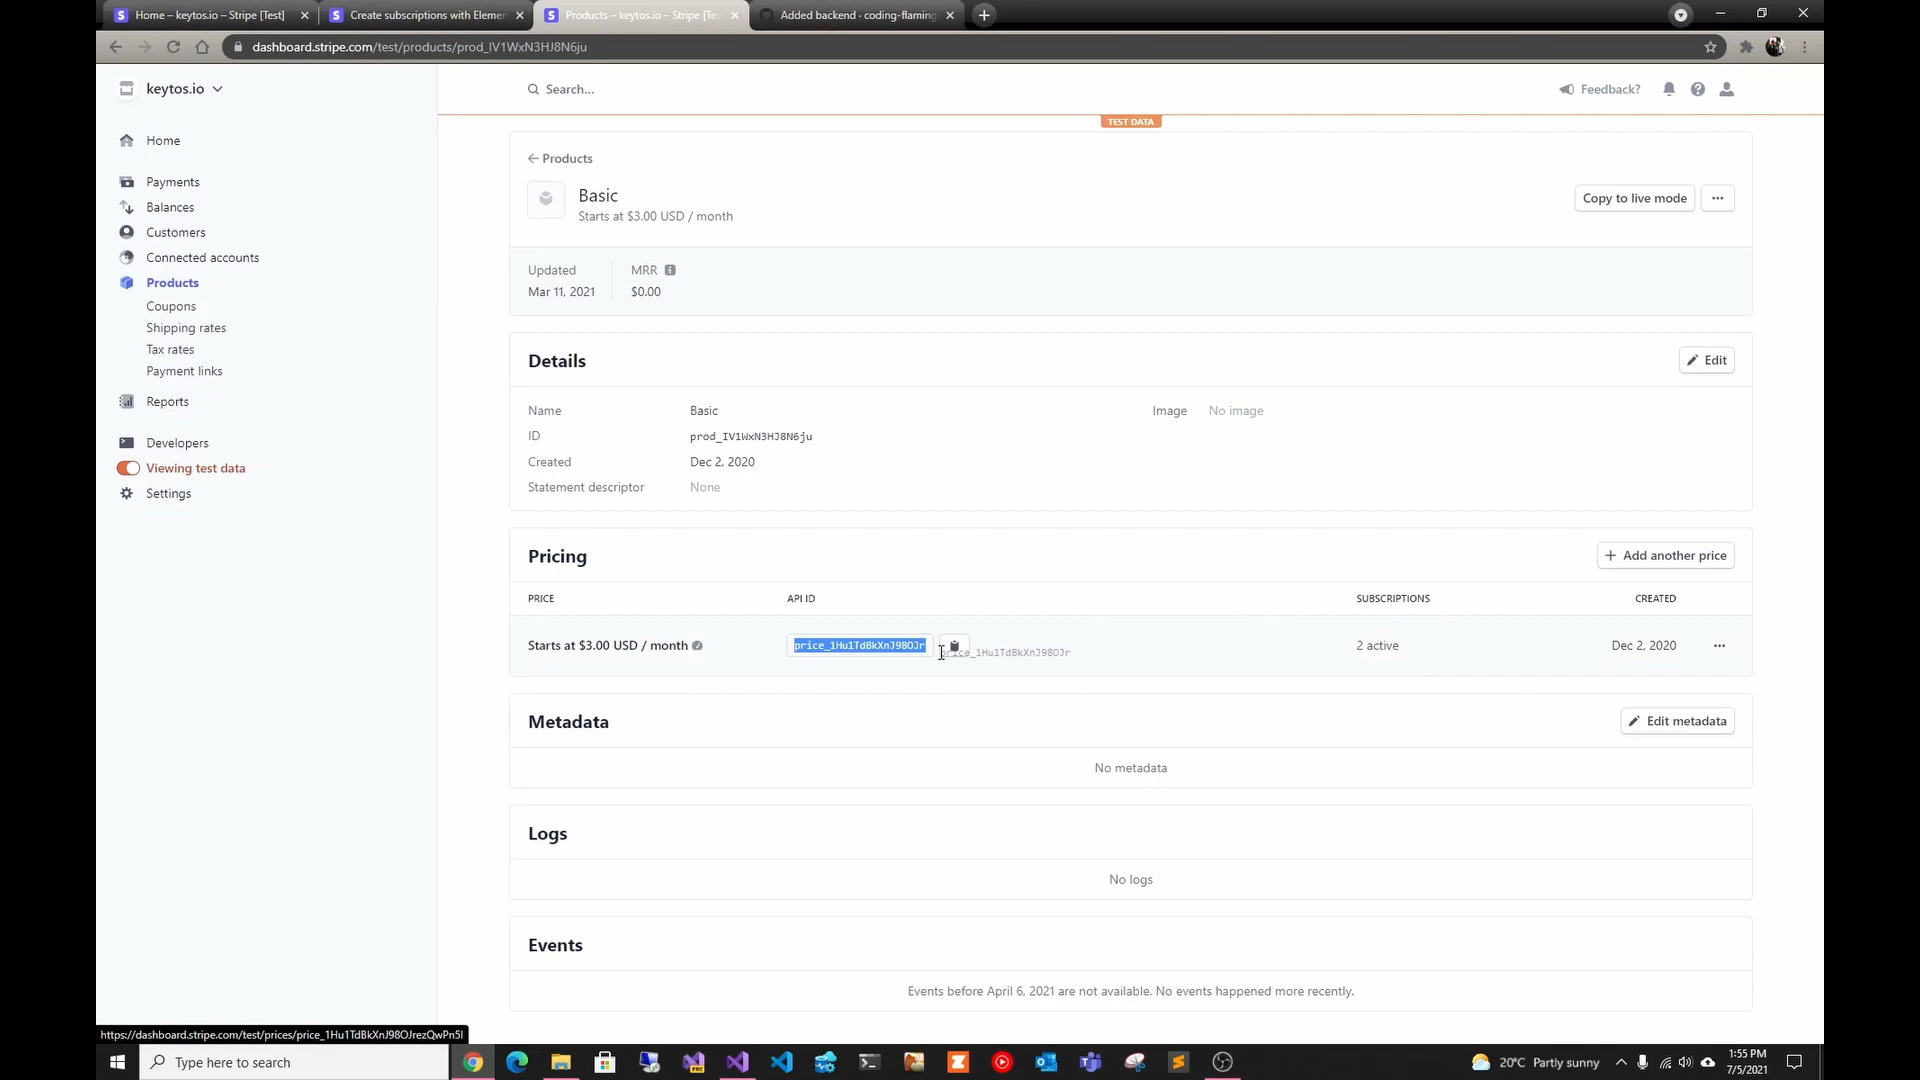 Home – keytos.io – Stripe [Test]
Create subscriptions with Elemen
Products – keytos.io – Stripe [Tes
Added backend · coding-flaming
dashboard.stripe.com/test/products/prod_IV1WxN3HJ8N6ju
keytos.io
Search...
Feedback?
TEST DATA
Home
Payments
Balances
Customers
Connected accounts
Products
Coupons
Shipping rates
Tax rates
Payment links
Reports
Developers
Viewing test data
Settings
Products
Basic
Starts at $3.00 USD / month
Copy to live mode
Updated
MRR
Mar 11, 2021
$0.00
Details
Edit
Name
Basic
Image
No image
ID
prod_IV1WxN3HJ8N6ju
Created
Dec 2, 2020
Statement descriptor
None
Pricing
Add another price
PRICE
API ID
SUBSCRIPTIONS
CREATED
Starts at $3.00 USD / month
price_1Hu1TdBkXnJ98OJr
price_1Hu1TdBkXnJ98OJr
2 active
Dec 2, 2020
Metadata
Edit metadata
No metadata
Logs
No logs
Events
Events before April 6, 2021 are not available. No events happened more recently.
https://dashboard.stripe.com/test/prices/price_1Hu1TdBkXnJ98OJrezQwPn5l
Type here to search
20°C Partly sunny
1:55 PM
7/5/2021